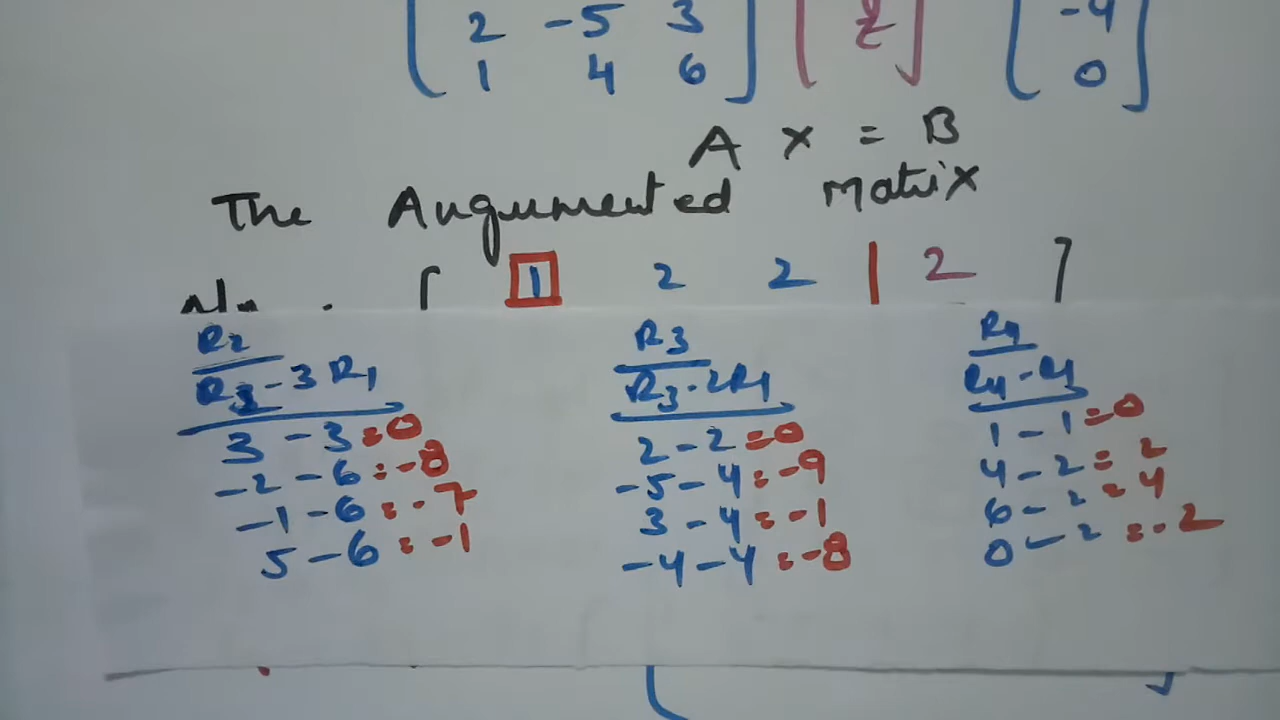 2 -5 3 z -4
1 4 6 0
A x = B
The Augumented Matrix
1 2 2 | 2
R2 R3 R4
R2 - 3R1 R3 - 2R1 R4 - R1
3 - 3 = 0 2 - 2 = 0 1 - 1 = 0
-2 - 6 = -8 -5 - 4 = -9 4 - 2 = 2
-1 - 6 = -7 3 - 4 = -1 6 - 2 = 4
5 - 6 = -1 -4 - 4 = -8 0 - 2 = -2